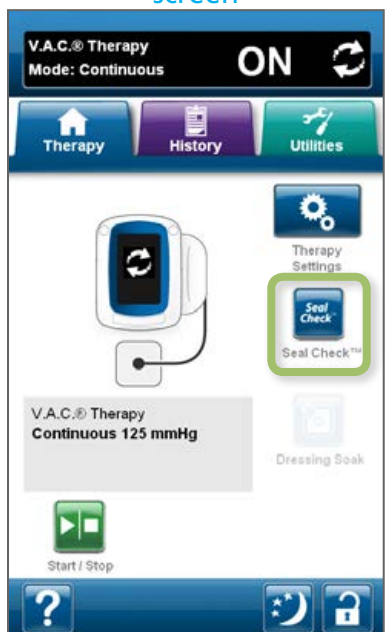 V.A.C.® Therapy
Mode: Continuous
ON
Therapy
History
Utilities
Therapy
Settings
Seal
Check™
Seal Check™
V.A.C.® Therapy
Continuous 125 mmHg
Dressing Soak
Start / Stop
?